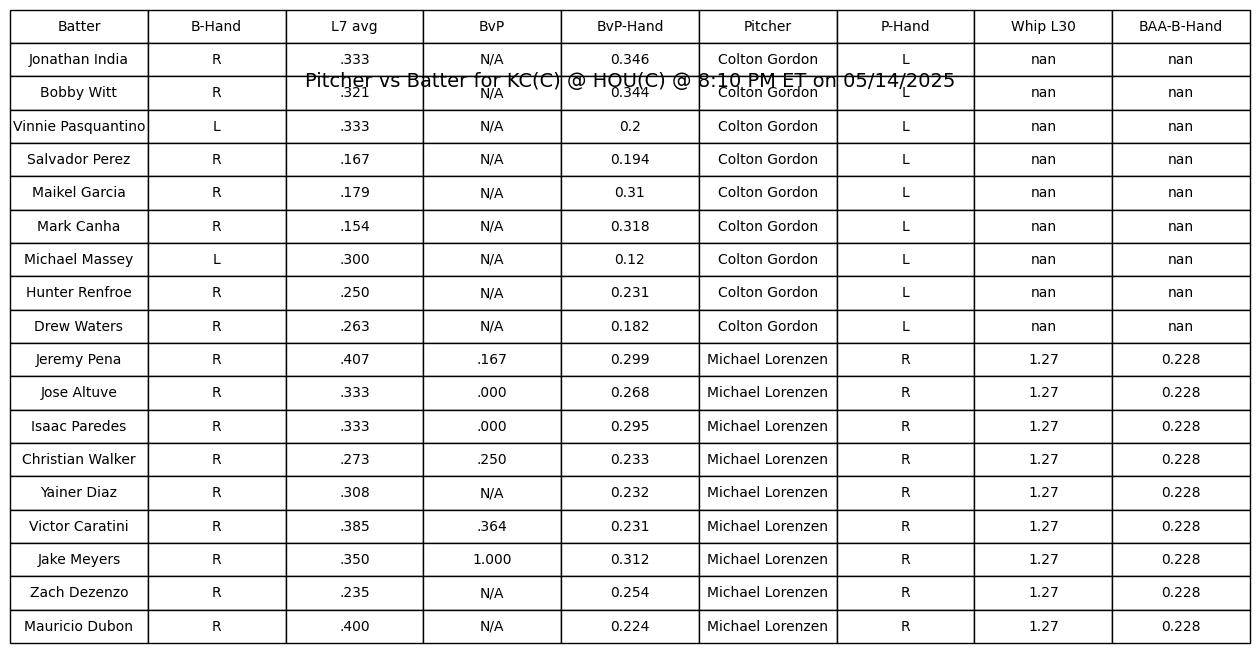 Batter B-Hand L7 avg BvP BvP-Hand Pitcher P-Hand Whip L30 BAA-B-Hand
Jonathan India R .333 N/A 0.346 Colton Gordon L nan nan
Pitcher vs Batter for KC(C) @ HOU(C) @ 8:10 PM ET on 05/14/2025
Bobby Witt R .321 N/A 0.344 Colton Gordon L nan nan
Vinnie Pasquantino L .333 N/A 0.2 Colton Gordon L nan nan
Salvador Perez R .167 N/A 0.194 Colton Gordon L nan nan
Maikel Garcia R .179 N/A 0.31 Colton Gordon L nan nan
Mark Canha R .154 N/A 0.318 Colton Gordon L nan nan
Michael Massey L .300 N/A 0.12 Colton Gordon L nan nan
Hunter Renfroe R .250 N/A 0.231 Colton Gordon L nan nan
Drew Waters R .263 N/A 0.182 Colton Gordon L nan nan
Jeremy Pena R .407 .167 0.299 Michael Lorenzen R 1.27 0.228
Jose Altuve R .333 .000 0.268 Michael Lorenzen R 1.27 0.228
Isaac Paredes R .333 .000 0.295 Michael Lorenzen R 1.27 0.228
Christian Walker R .273 .250 0.233 Michael Lorenzen R 1.27 0.228
Yainer Diaz R .308 N/A 0.232 Michael Lorenzen R 1.27 0.228
Victor Caratini R .385 .364 0.231 Michael Lorenzen R 1.27 0.228
Jake Meyers R .350 1.000 0.312 Michael Lorenzen R 1.27 0.228
Zach Dezenzo R .235 N/A 0.254 Michael Lorenzen R 1.27 0.228
Mauricio Dubon R .400 N/A 0.224 Michael Lorenzen R 1.27 0.228